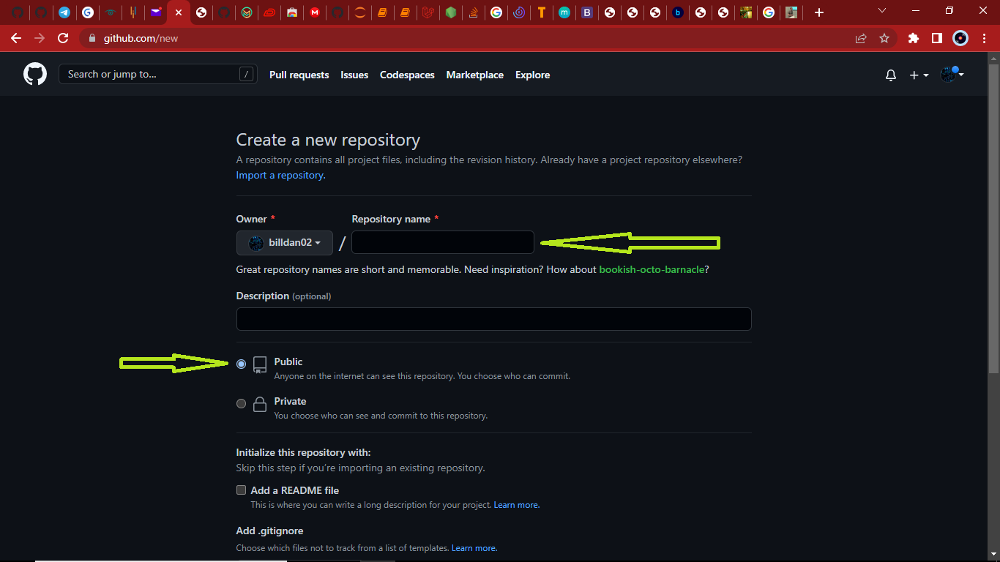 github.com/new
Search or jump to... /
Pull requests Issues Codespaces Marketplace Explore
Create a new repository
A repository contains all project files, including the revision history. Already have a project repository elsewhere?
Import a repository.
Owner * Repository name *
billdan02 /
Great repository names are short and memorable. Need inspiration? How about bookish-octo-barnacle?
Description (optional)
Public
Anyone on the internet can see this repository. You choose who can commit.
Private
You choose who can see and commit to this repository.
Initialize this repository with:
Skip this step if you’re importing an existing repository.
Add a README file
This is where you can write a long description for your project. Learn more.
Add .gitignore
Choose which files not to track from a list of templates. Learn more.